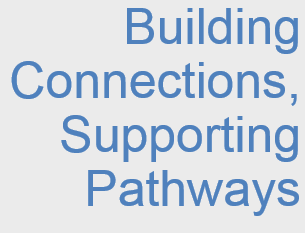 Building
Connections,
Supporting
Pathways